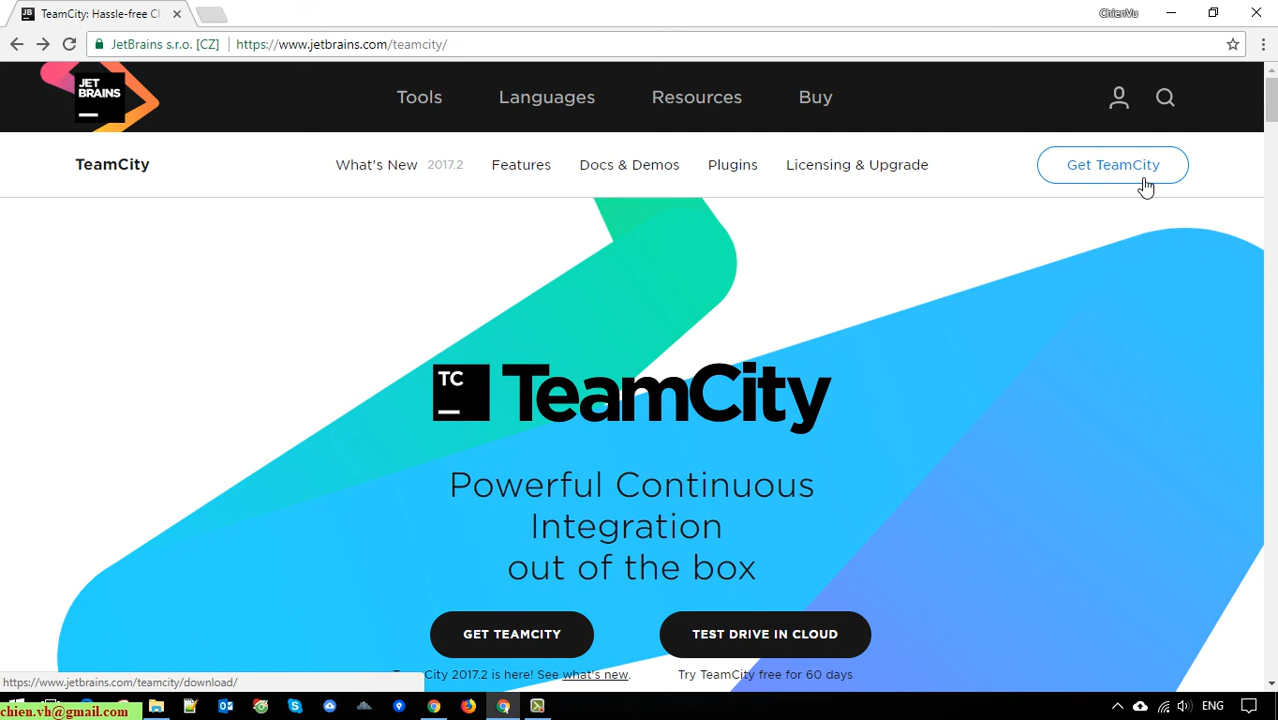 TeamCity: Hassle-free C
ChienVu
JetBrains s.r.o. [CZ]
https://www.jetbrains.com/teamcity/
JET
BRAINS
Tools
Languages
Resources
Buy
TeamCity
What's New 2017.2
Features
Docs & Demos
Plugins
Licensing & Upgrade
Get TeamCity
TC
TeamCity
Powerful Continuous
Integration
out of the box
GET TEAMCITY
TEST DRIVE IN CLOUD
City 2017.2 is here! See what's new.
Try TeamCity free for 60 days
https://www.jetbrains.com/teamcity/download/
ENG
chien.vh@gmail.com